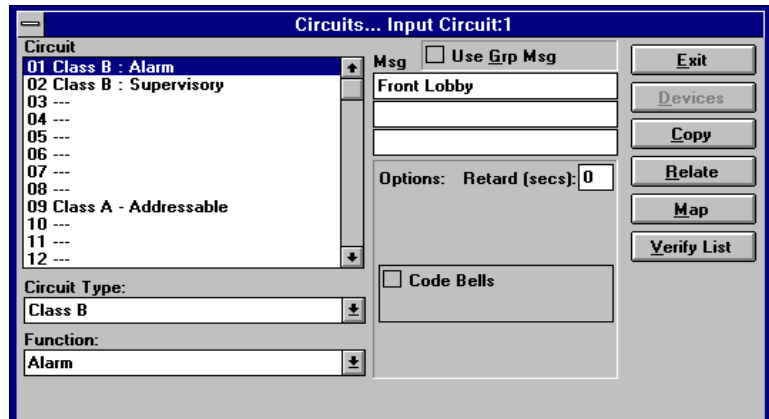 Circuits... Input Circuit:1
Circuit
01 Class B : Alarm
02 Class B : Supervisory
03 ---
04 ---
05 ---
06 ---
07 ---
08 ---
09 Class A - Addressable
10 ---
11 ---
12 ---
Circuit Type:
Class B
Function:
Alarm
Msg
Use Grp Msg
Front Lobby
Options: Retard (secs): 0
Code Bells
Exit
Devices
Copy
Relate
Map
Verify List